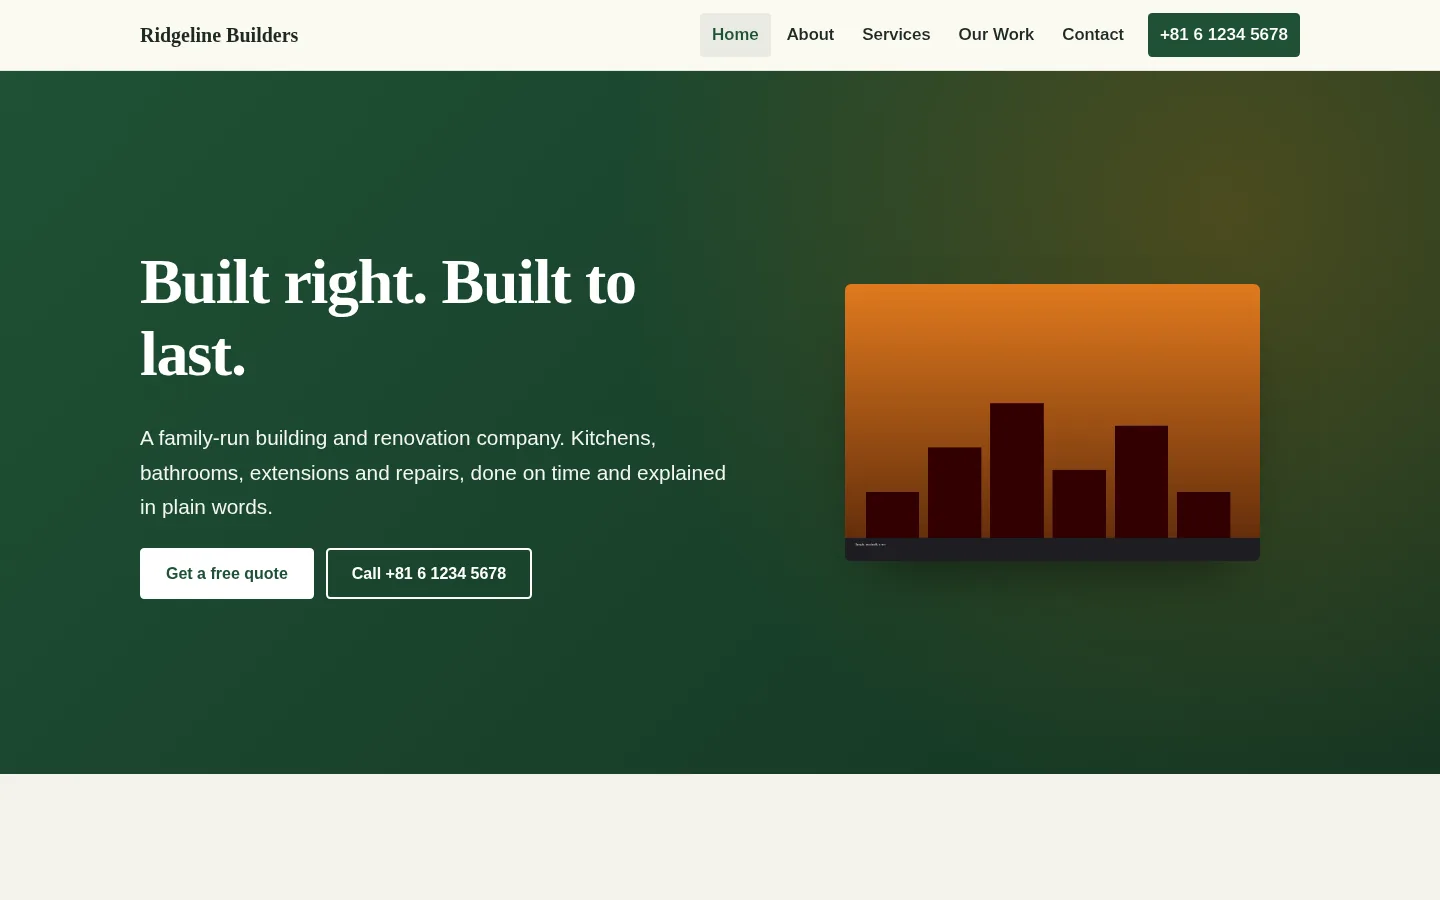 Ridgeline Builders
Home
About
Services
Our Work
Contact
+81 6 1234 5678
Built right. Built to
last.
A family-run building and renovation company. Kitchens,
bathrooms, extensions and repairs, done on time and explained
in plain words.
Get a free quote
Call +81 6 1234 5678